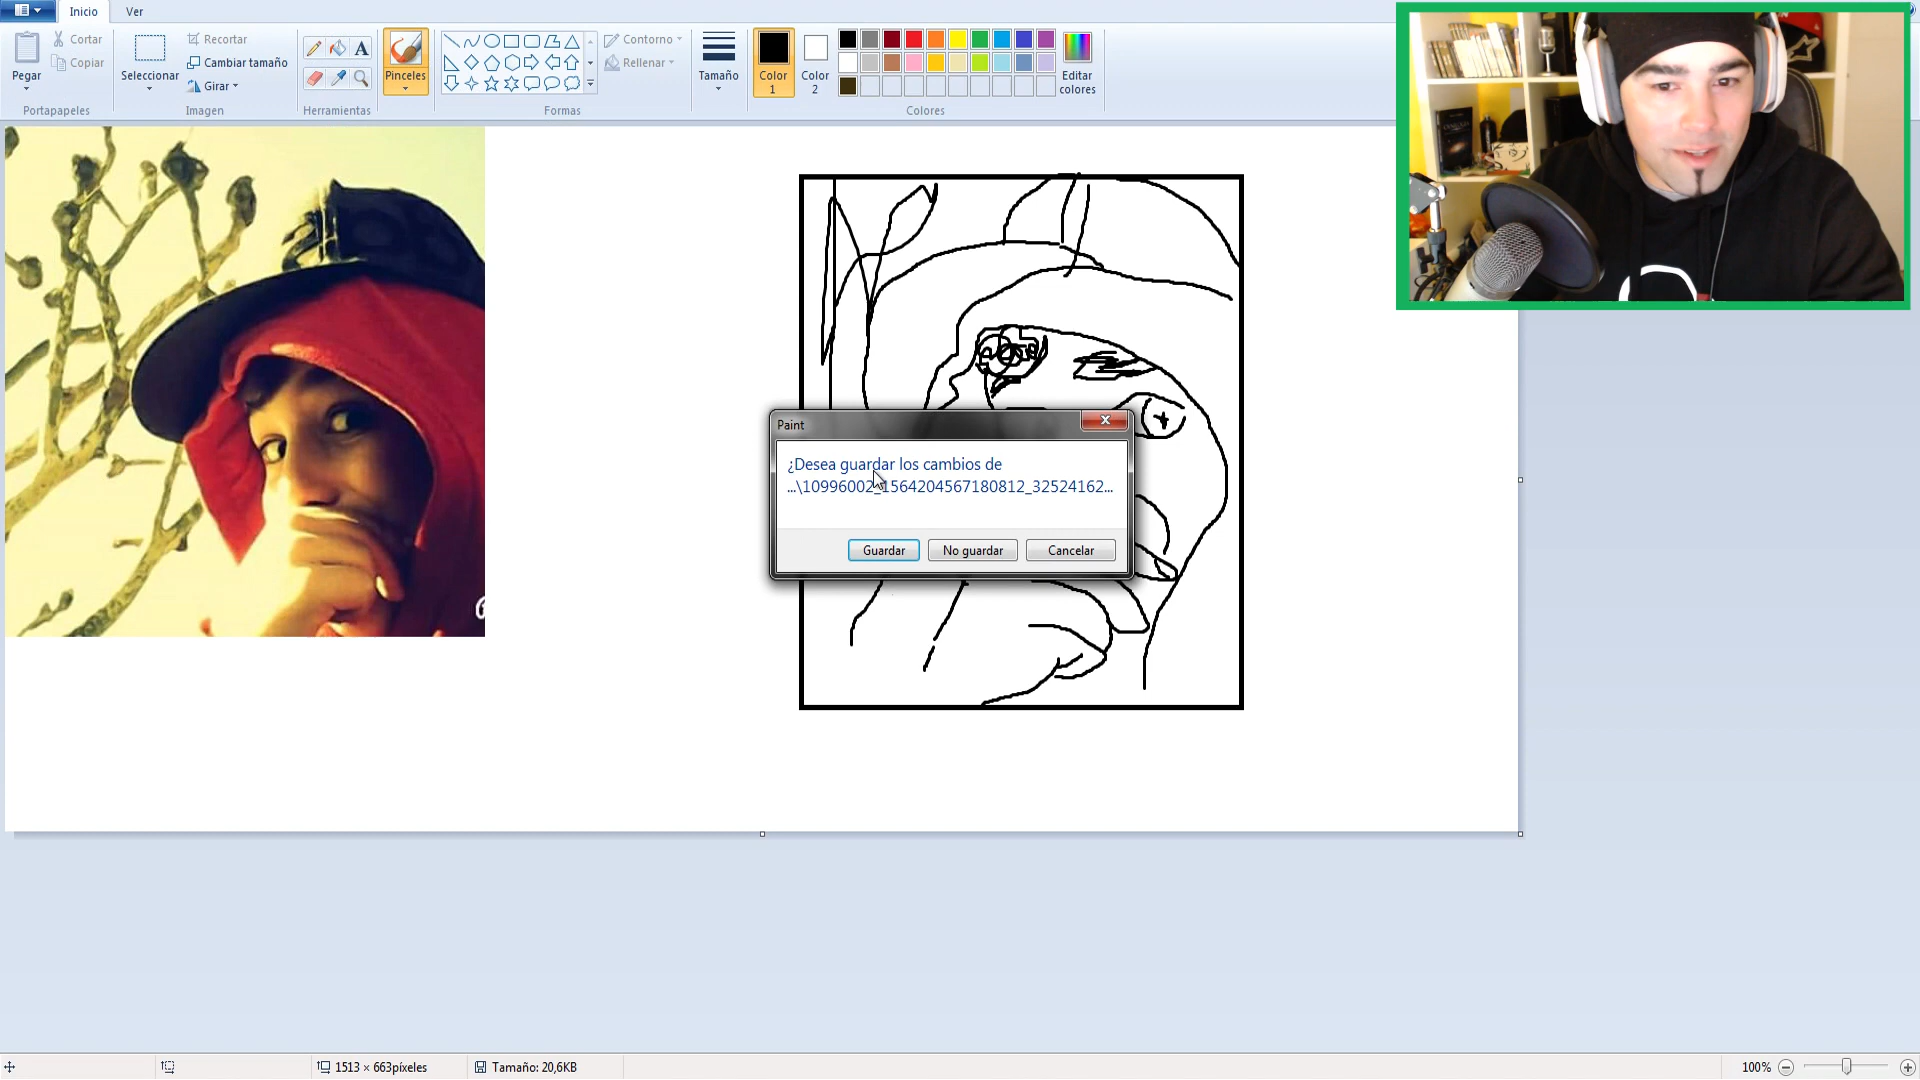 Inicio
Ver
Pegar
Cortar
Copiar
Portapapeles
Seleccionar
Recortar
Cambiar tamaño
Girar
Imagen
Herramientas
Pinceles
Formas
Contorno
Rellenar
Tamaño
Color
1
Color
2
Editar
colores
Colores
Paint
¿Desea guardar los cambios de
...\10996002_1564204567180812_32524162...
Guardar
No guardar
Cancelar
1513 × 663píxeles
Tamaño: 20,6KB
100%